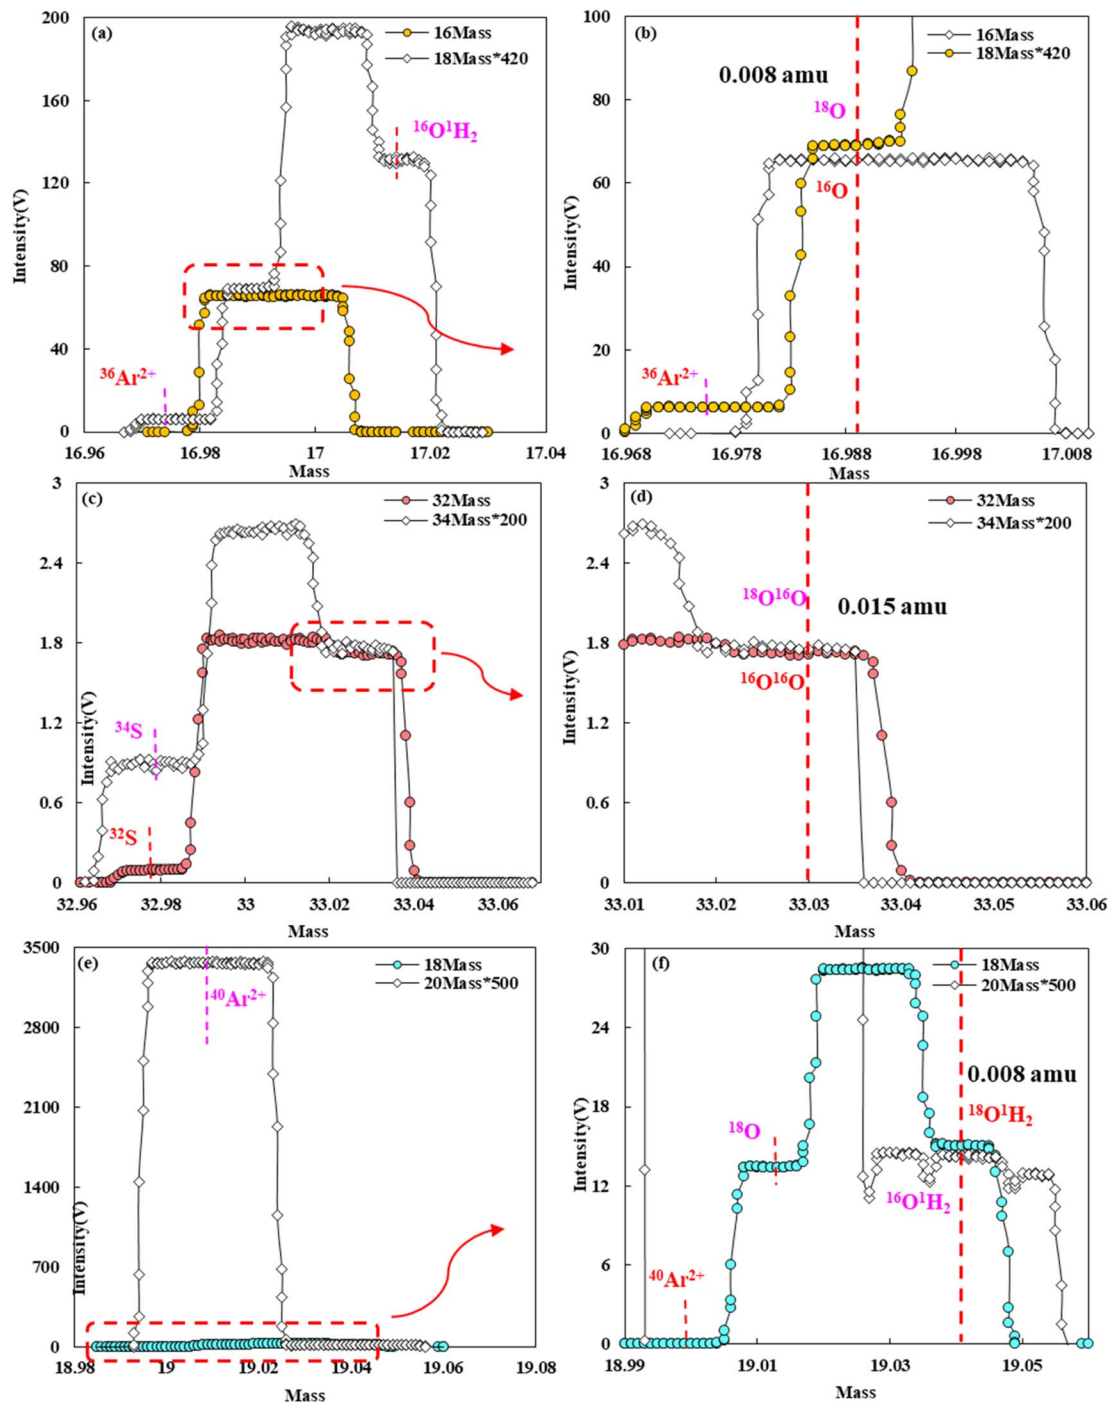 (a)
16Mass
18Mass*420
Intensity(V)
200
160
120
80
40
0
¹⁶O¹H₂
³⁶Ar²⁺
16.96
16.98
17
17.02
17.04
Mass
(b)
16Mass
18Mass*420
Intensity(V)
100
80
60
40
20
0
0.008 amu
¹⁸O
¹⁶O
³⁶Ar²⁺
16.968
16.978
16.988
16.998
17.008
Mass
(c)
32Mass
34Mass*200
Intensity(V)
3
2.4
1.8
1.2
0.6
0
³⁴S
³²S
32.96
32.98
33
33.02
33.04
33.06
Mass
(d)
32Mass
34Mass*200
Intensity(V)
3
2.4
1.8
1.2
0.6
0
¹⁸O¹⁶O
0.015 amu
¹⁶O¹⁶O
33.01
33.02
33.03
33.04
33.05
33.06
Mass
(e)
18Mass
20Mass*500
Intensity(V)
3500
2800
2100
1400
700
0
⁴⁰Ar²⁺
18.98
19
19.02
19.04
19.06
19.08
Mass
(f)
18Mass
20Mass*500
Intensity(V)
30
24
18
12
6
0
0.008 amu
¹⁸O¹H₂
¹⁸O
¹⁶O¹H₂
⁴⁰Ar²⁺
18.99
19.01
19.03
19.05
Mass